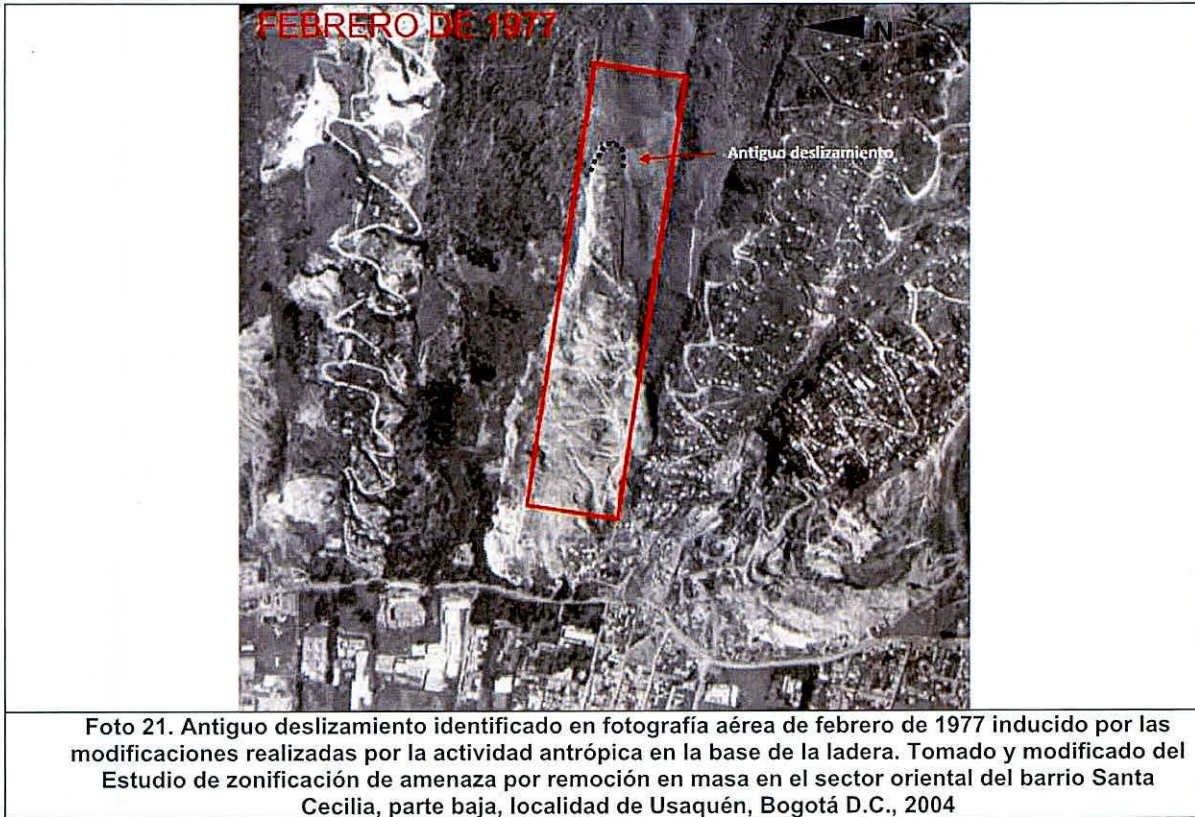 FEBRERO DE 1977
N
Antiguo deslizamiento
Foto 21. Antiguo deslizamiento identificado en fotografía aérea de febrero de 1977 inducido por las
modificaciones realizadas por la actividad antrópica en la base de la ladera. Tomado y modificado del
Estudio de zonificación de amenaza por remoción en masa en el sector oriental del barrio Santa
Cecilia, parte baja, localidad de Usaquén, Bogotá D.C., 2004